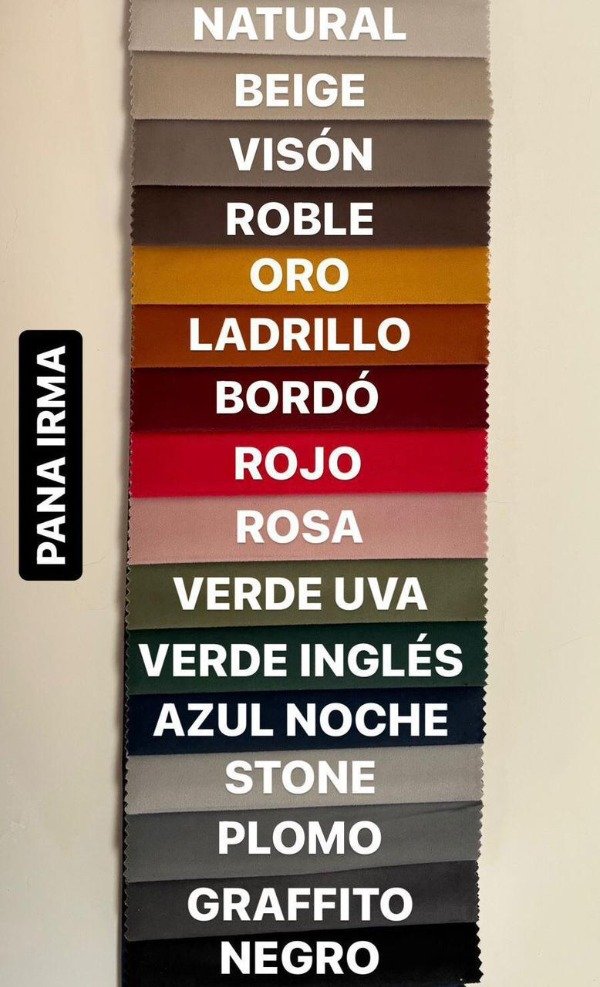 NATURAL
BEIGE
VISÓN
ROBLE
ORO
LADRILLO
BORDÓ
ROJO
ROSA
VERDE UVA
VERDE INGLÉS
AZUL NOCHE
STONE
PLOMO
GRAFFITO
NEGRO
PANA IRMA